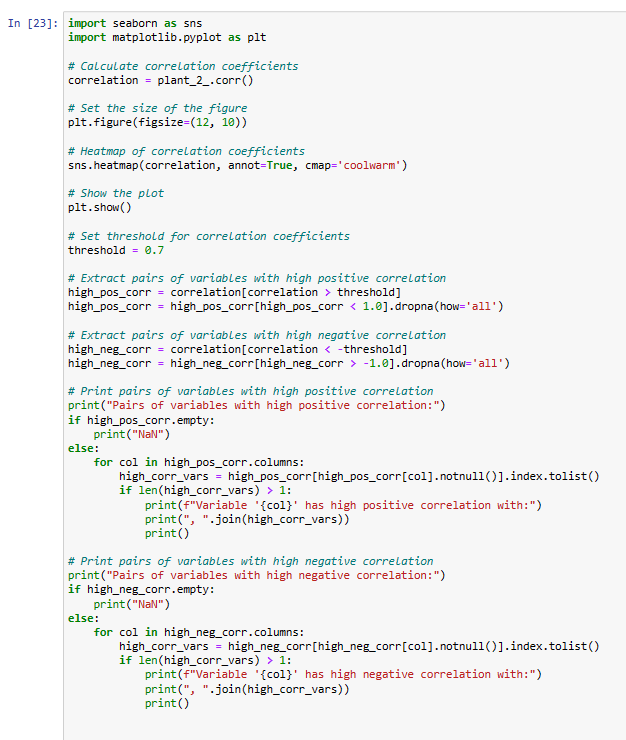 In [23]: import seaborn as sns
import matplotlib.pyplot as plt
# Calculate correlation coefficients
correlation = plant_2_.corr()
# Set the size of the figure
plt.figure(figsize=(12, 10))
# Heatmap of correlation coefficients
sns.heatmap(correlation, annot=True, cmap='coolwarm')
# Show the plot
plt.show()
# Set threshold for correlation coefficients
threshold = 0.7
# Extract pairs of variables with high positive correlation
high_pos_corr = correlation[correlation > threshold]
high_pos_corr = high_pos_corr[high_pos_corr < 1.0].dropna(how='all')
# Extract pairs of variables with high negative correlation
high_neg_corr = correlation[correlation < -threshold]
high_neg_corr = high_neg_corr[high_neg_corr > -1.0].dropna(how='all')
# Print pairs of variables with high positive correlation
print("Pairs of variables with high positive correlation:")
if high_pos_corr.empty:
    print("NaN")
else:
    for col in high_pos_corr.columns:
        high_corr_vars = high_pos_corr[high_pos_corr[col].notnull()].index.tolist()
        if len(high_corr_vars) > 1:
            print(f"Variable '{col}' has high positive correlation with:")
            print(", ".join(high_corr_vars))
            print()
# Print pairs of variables with high negative correlation
print("Pairs of variables with high negative correlation:")
if high_neg_corr.empty:
    print("NaN")
else:
    for col in high_neg_corr.columns:
        high_corr_vars = high_neg_corr[high_neg_corr[col].notnull()].index.tolist()
        if len(high_corr_vars) > 1:
            print(f"Variable '{col}' has high negative correlation with:")
            print(", ".join(high_corr_vars))
            print()